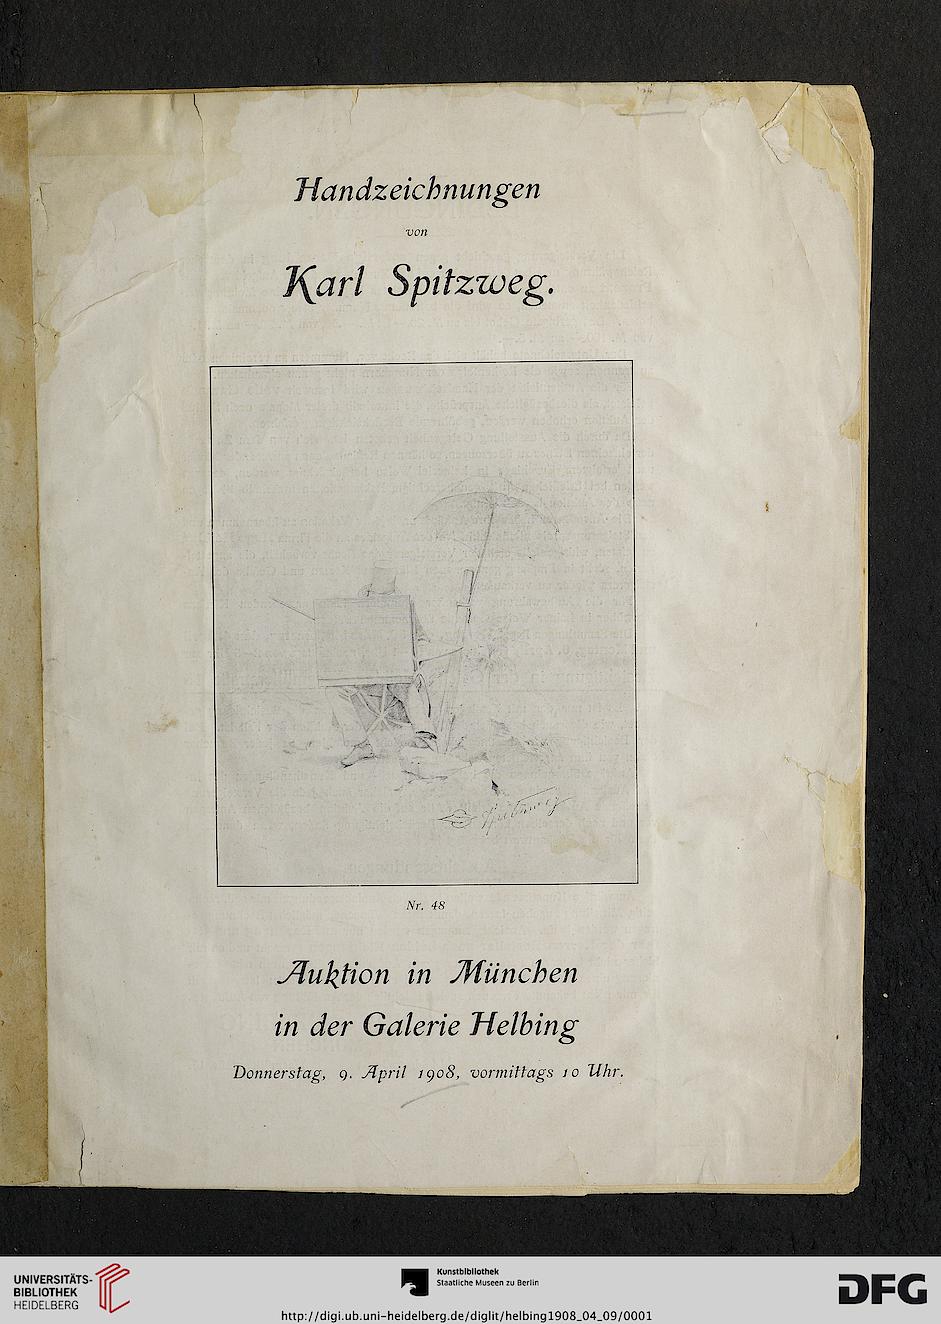 Handzeichnungen
von
Karl Spitzweg.
Spitzweg
Nr. 48
Auktion in München
in der Galerie Helbing
Donnerstag, 9. April 1908, vormittags 10 Uhr.
UNIVERSITÄTS-
BIBLIOTHEK
HEIDELBERG
Kunstbibliothek
Staatliche Museen zu Berlin
DFG
http://digi.ub.uni-heidelberg.de/diglit/helbing1908_04_09/0001